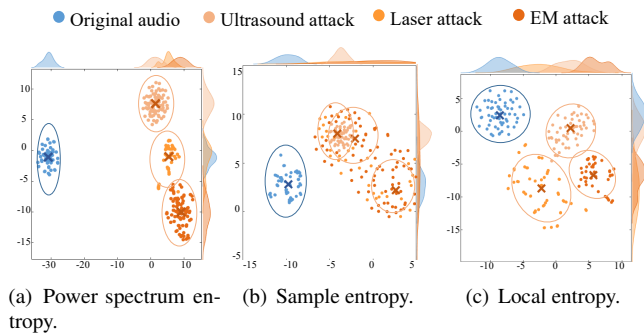 Original audio Ultrasound attack Laser attack EM attack
10
5
0
-5
-10
-15
-30 -20 -10 0 10
15
10
5
0
-5
-15 -10 -5 0 5
10
5
0
-5
-10
-15
-10 -5 0 5 10
(a) Power spectrum en-
tropy.
(b) Sample entropy.
(c) Local entropy.